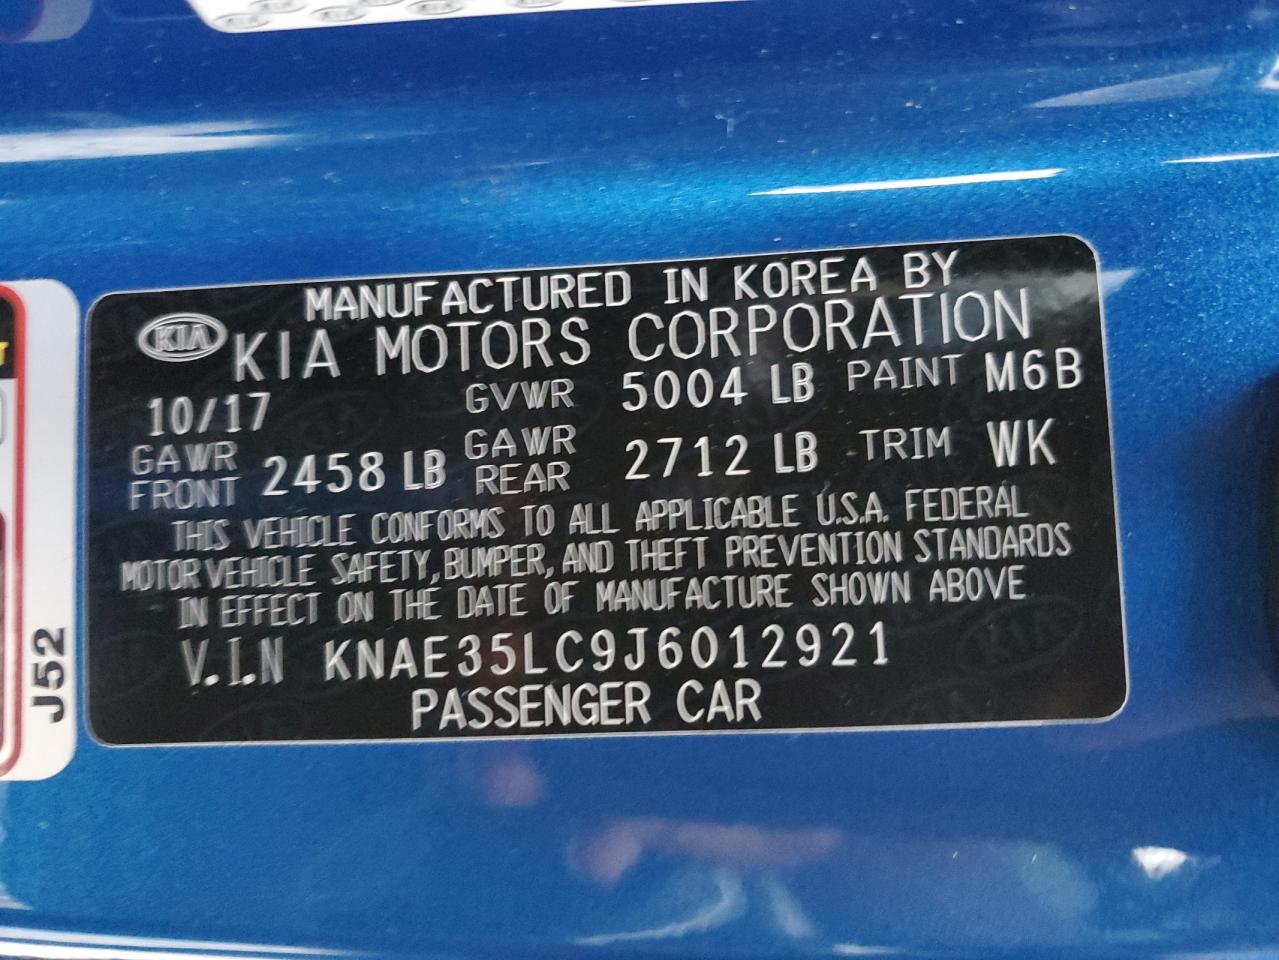 MANUFACTURED IN KOREA BY
KIA KIA MOTORS CORPORATION
10/17 GVWR 5004 LB PAINT M6B
GAWR FRONT 2458 LB GAWR REAR 2712 LB TRIM WK
THIS VEHICLE CONFORMS TO ALL APPLICABLE U.S.A. FEDERAL
MOTOR VEHICLE SAFETY, BUMPER, AND THEFT PREVENTION STANDARDS
IN EFFECT ON THE DATE OF MANUFACTURE SHOWN ABOVE
V.I.N KNAE35LC9J6012921
PASSENGER CAR
J52